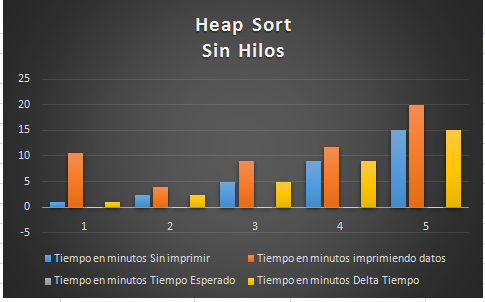 Heap Sort
Sin Hilos
25
20
15
10
5
0
-5
1 2 3 4 5
Tiempo en minutos Sin imprimir Tiempo en minutos imprimiendo datos
Tiempo en minutos Tiempo Esperado Tiempo en minutos Delta Tiempo